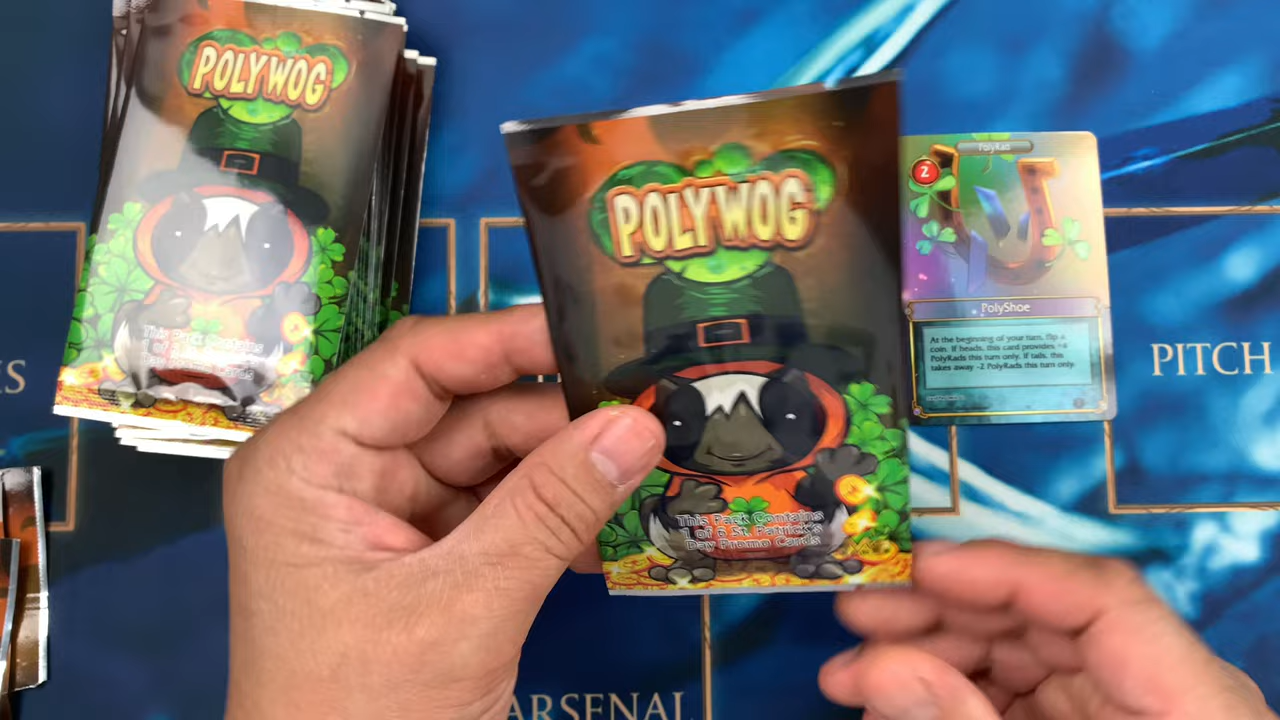 POLYWOG
This Pack Contains
1 of 6 St. Patrick's
Day Promo Cards
POLYWOG
This Pack Contains
1 of 6 St. Patrick's
Day Promo Cards
PolyRad
2
PolyShoe
At the beginning of your turn, flip a
coin. If heads, this card provides +4
PolyRads this turn only. If tails, this
takes away -2 PolyRads this turn only.
KS
PITCH
ARSENAL